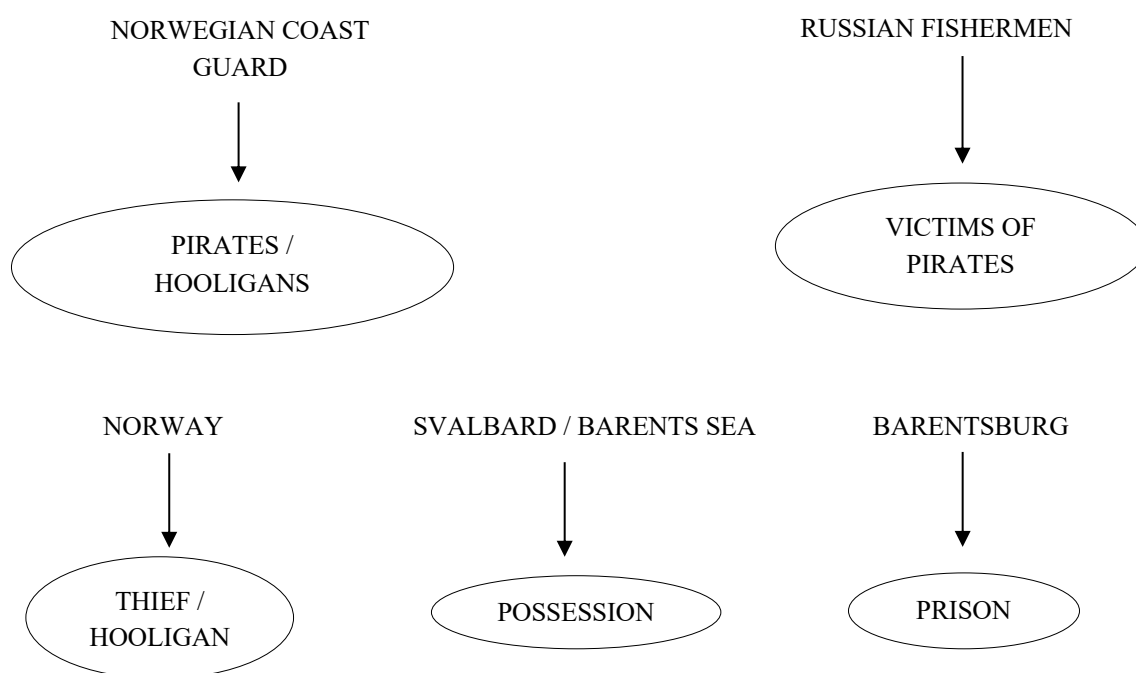 NORWEGIAN COAST
GUARD
RUSSIAN FISHERMEN
PIRATES /
HOOLIGANS
VICTIMS OF
PIRATES
NORWAY
SVALBARD / BARENTS SEA
BARENTSBURG
THIEF /
HOOLIGAN
POSSESSION
PRISON